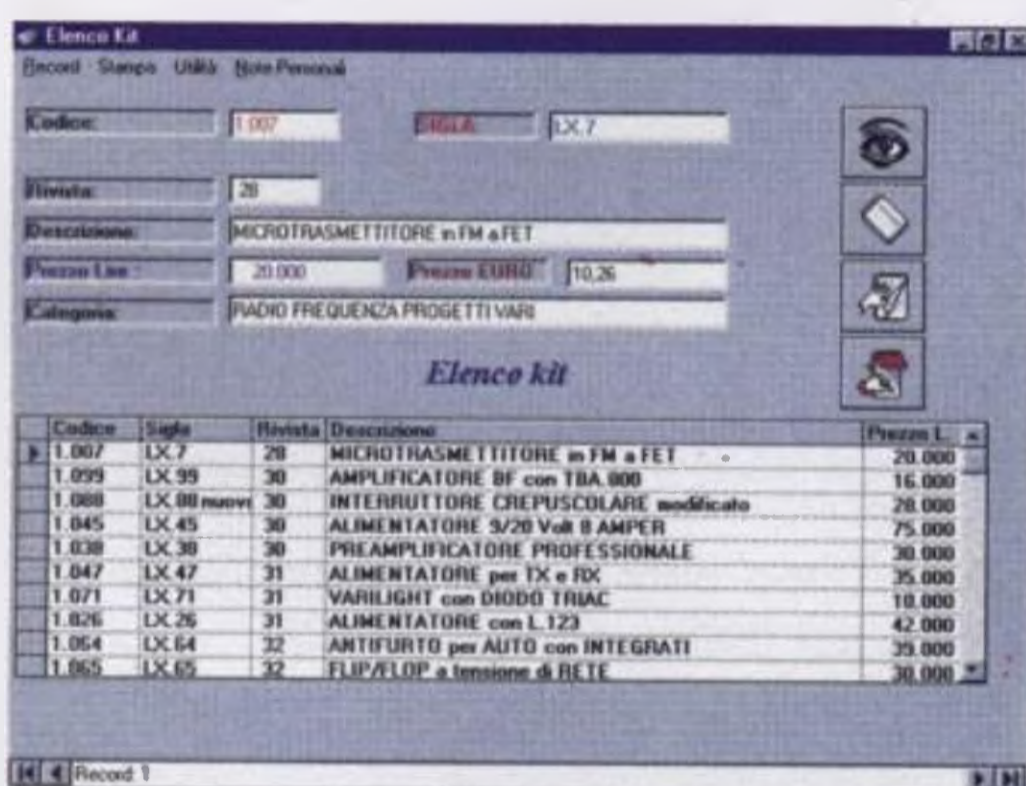 Elenco Kit
Record Stampa Utilità Note Personali
Codice: 1.007 SIGLA LX.7
Rivista: 28
Descrizione: MICROTRASMETTITORE in FM a FET
Prezzo Lire : 20.000 Prezzo EURO 10,26
Categoria: RADIO FREQUENZA PROGETTI VARI
Elenco kit
Codice Sigla Rivista Descrizione Prezzo L.
1.007 LX.7 28 MICROTRASMETTITORE in FM a FET 20.000
1.099 LX.99 30 AMPLIFICATORE BF con TBA.800 16.000
1.088 LX.88 nuovo 30 INTERRUTTORE CREPUSCOLARE modificato 28.000
1.045 LX.45 30 ALIMENTATORE 9/20 Volt 8 AMPER 75.000
1.038 LX.38 30 PREAMPLIFICATORE PROFESSIONALE 30.000
1.047 LX.47 31 ALIMENTATORE per TX e RX 35.000
1.071 LX.71 31 VARILIGHT con DIODO TRIAC 10.000
1.026 LX.26 31 ALIMENTATORE con L.123 42.000
1.064 LX.64 32 ANTIFURTO per AUTO con INTEGRATI 39.000
1.065 LX.65 32 FLIP/FLOP a tensione di RETE 30.000
Record: 1